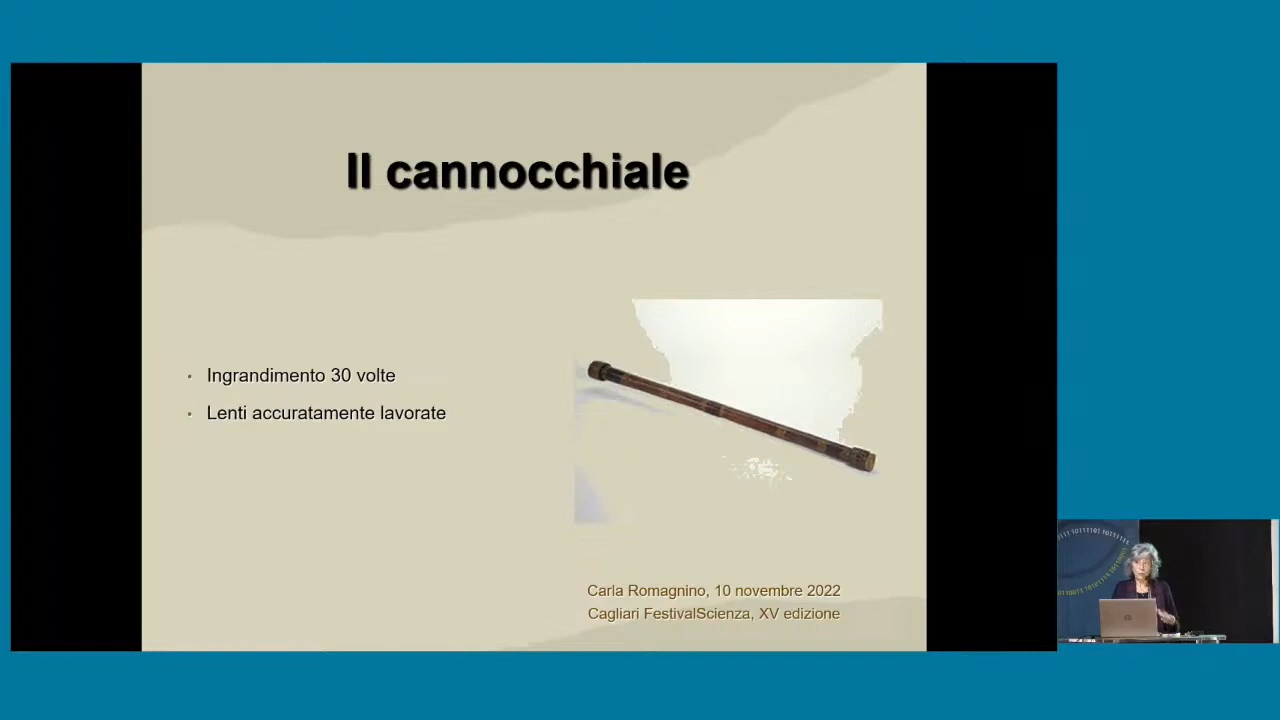 Il cannocchiale
• Ingrandimento 30 volte
• Lenti accuratamente lavorate
Carla Romagnino, 10 novembre 2022
Cagliari FestivalScienza, XV edizione